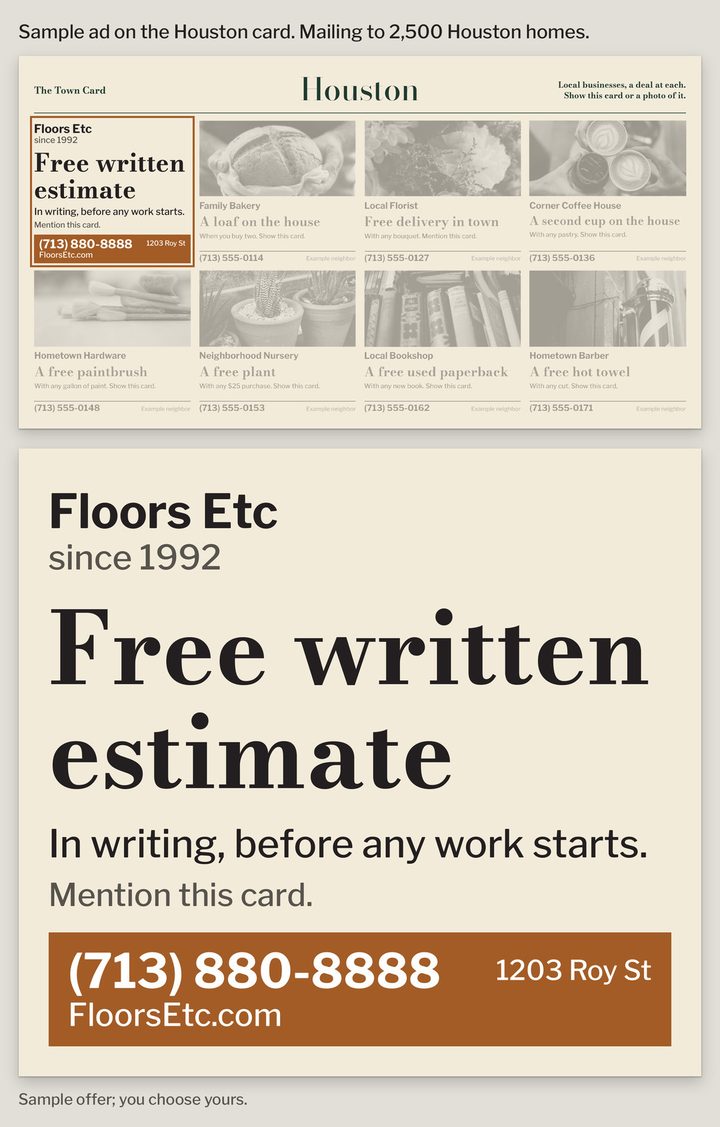 Sample ad on the Houston card. Mailing to 2,500 Houston homes.
The Town Card
Houston
Local businesses, a deal at each.
Show this card or a photo of it.
Floors Etc
since 1992
Free written
estimate
In writing, before any work starts.
Mention this card.
(713) 880-8888
1203 Roy St
FloorsEtc.com
Family Bakery
A loaf on the house
When you buy two. Show this card.
(713) 555-0114
Example neighbor
Local Florist
Free delivery in town
With any bouquet. Mention this card.
(713) 555-0127
Example neighbor
Corner Coffee House
A second cup on the house
With any pastry. Show this card.
(713) 555-0136
Example neighbor
Hometown Hardware
A free paintbrush
With any gallon of paint. Show this card.
(713) 555-0148
Example neighbor
Neighborhood Nursery
A free plant
With any $25 purchase. Show this card.
(713) 555-0153
Example neighbor
Local Bookshop
A free used paperback
With any new book. Show this card.
(713) 555-0162
Example neighbor
Hometown Barber
A free hot towel
With any cut. Show this card.
(713) 555-0171
Example neighbor
Floors Etc
since 1992
Free written
estimate
In writing, before any work starts.
Mention this card.
(713) 880-8888
1203 Roy St
FloorsEtc.com
Sample offer; you choose yours.